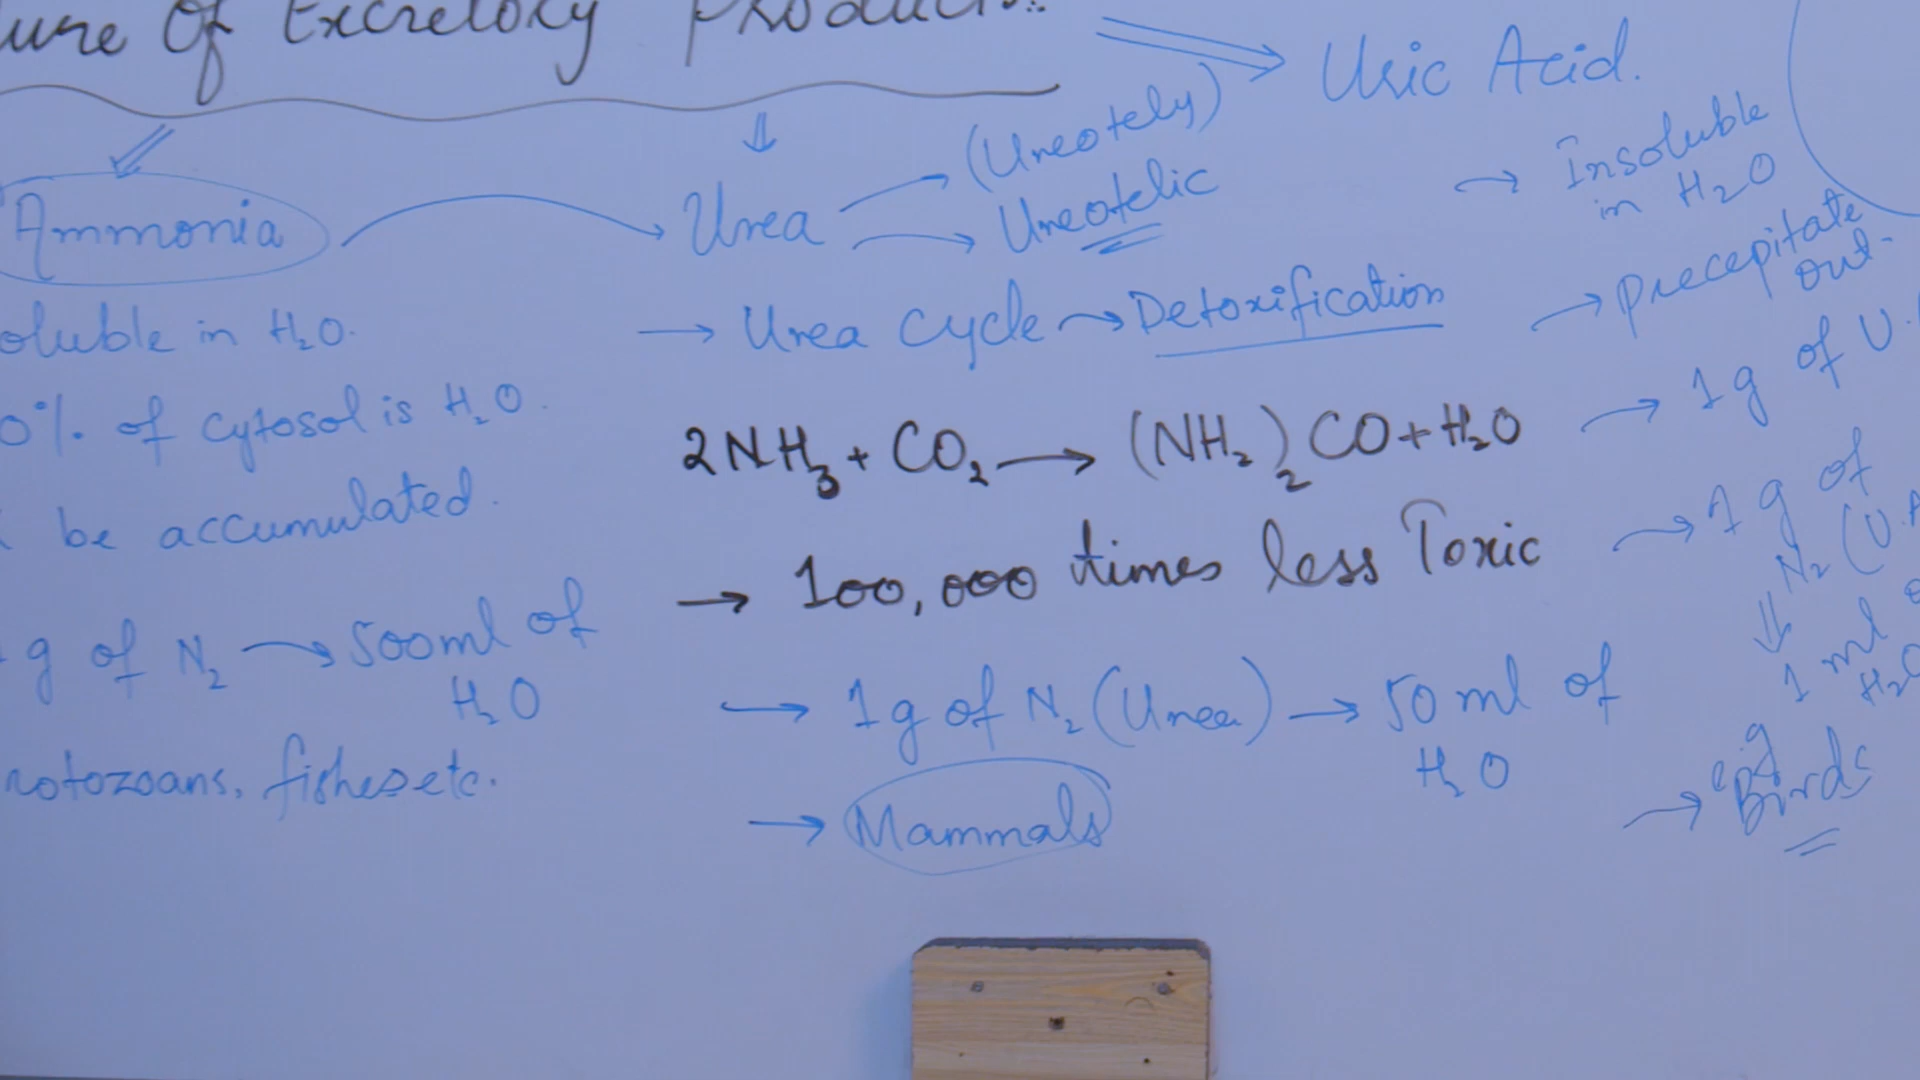 ure Of Excretory Product
Uric Acid.
Ammonia
Urea
(Ureotely)
Ureotelic
Insoluble
in H₂O
oluble in H₂O.
Urea Cycle → Detoxification
→ precepitate
out.
0% of cytosol is H₂O.
2NH₃ + CO₂ → (NH₂)₂CO + H₂O
→ 1g of U.
be accumulated.
→ 100,000 times less Toxic
→ 1g of
N₂ (U.A
g of N₂ → 500ml of
H₂O
→ 1g of N₂ (Urea) → 50 ml of
H₂O
1 ml
H₂O
rotozoans, fishes etc.
→ Mammals
→ eg
Birds